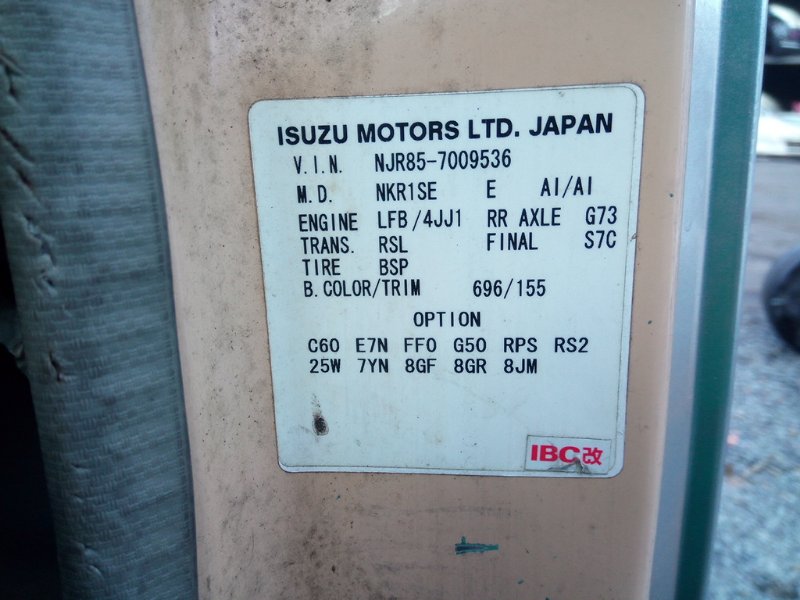 ISUZU MOTORS LTD. JAPAN
V.I.N. NJR85-7009536
M.D. NKR1SE E AI/AI
ENGINE LFB/4JJ1 RR AXLE G73
TRANS. RSL FINAL S7C
TIRE BSP
B.COLOR/TRIM 696/155
OPTION
C60 E7N FF0 G50 RPS RS2
25W 7YN 8GF 8GR 8JM
IBC改